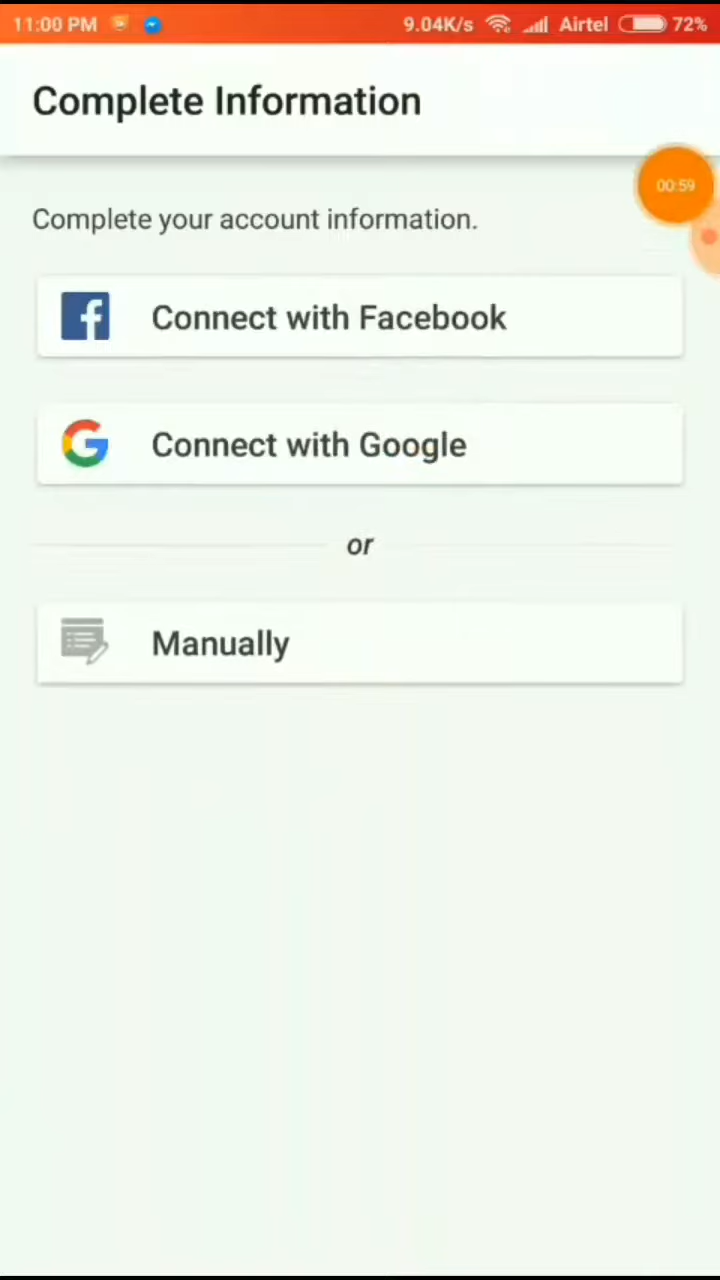 11:00 PM 9.04K/s Airtel 72%
Complete Information
00:59
Complete your account information.
Connect with Facebook
Connect with Google
or
Manually